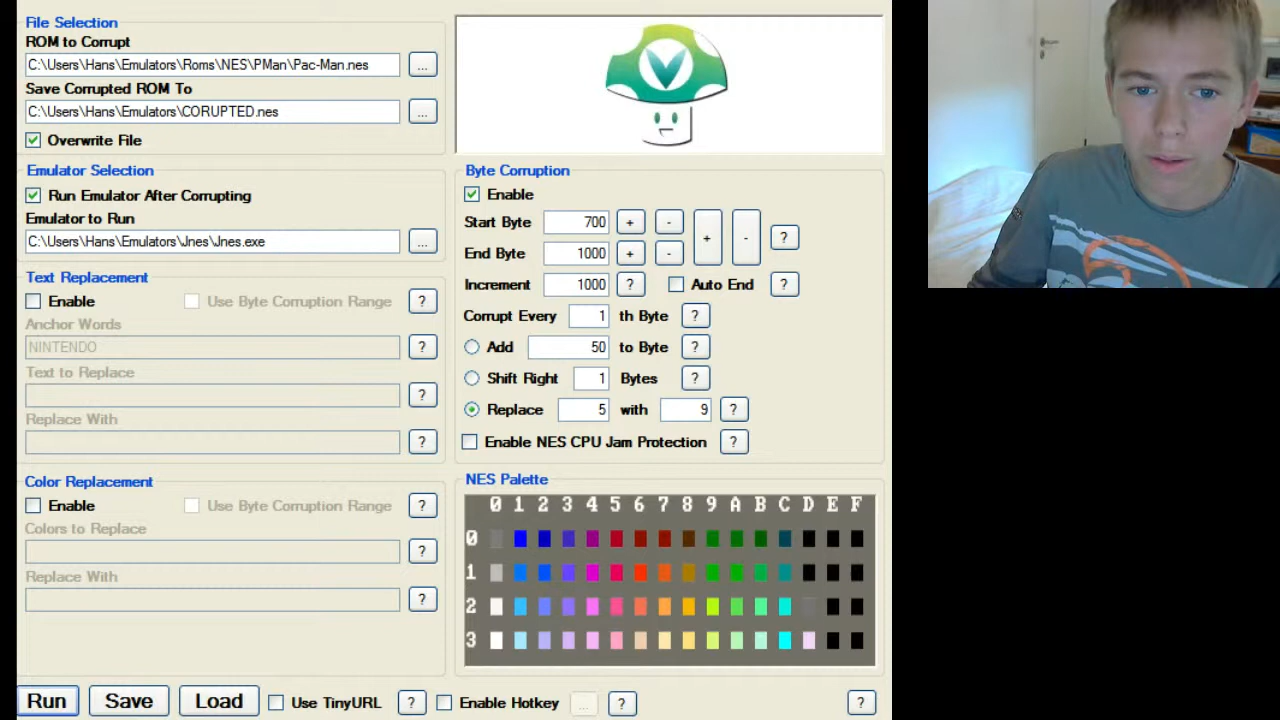 File Selection
ROM to Corrupt
C:\Users\Hans\Emulators\Roms\NES\PMan\Pac-Man.nes
...
Save Corrupted ROM To
C:\Users\Hans\Emulators\CORUPTED.nes
...
Overwrite File
Emulator Selection
Run Emulator After Corrupting
Emulator to Run
C:\Users\Hans\Emulators\Jnes\Jnes.exe
...
Text Replacement
Enable
Use Byte Corruption Range
?
Anchor Words
NINTENDO
?
Text to Replace
?
Replace With
?
Color Replacement
Enable
Use Byte Corruption Range
?
Colors to Replace
?
Replace With
?
V
Byte Corruption
Enable
Start Byte 700 + -
+ - ?
End Byte 1000 + -
Increment 1000 ? Auto End ?
Corrupt Every 1 th Byte ?
Add 50 to Byte ?
Shift Right 1 Bytes ?
Replace 5 with 9 ?
Enable NES CPU Jam Protection ?
NES Palette
0 1 2 3 4 5 6 7 8 9 A B C D E F
0
1
2
3
Run Save Load Use TinyURL ? Enable Hotkey ... ? ?